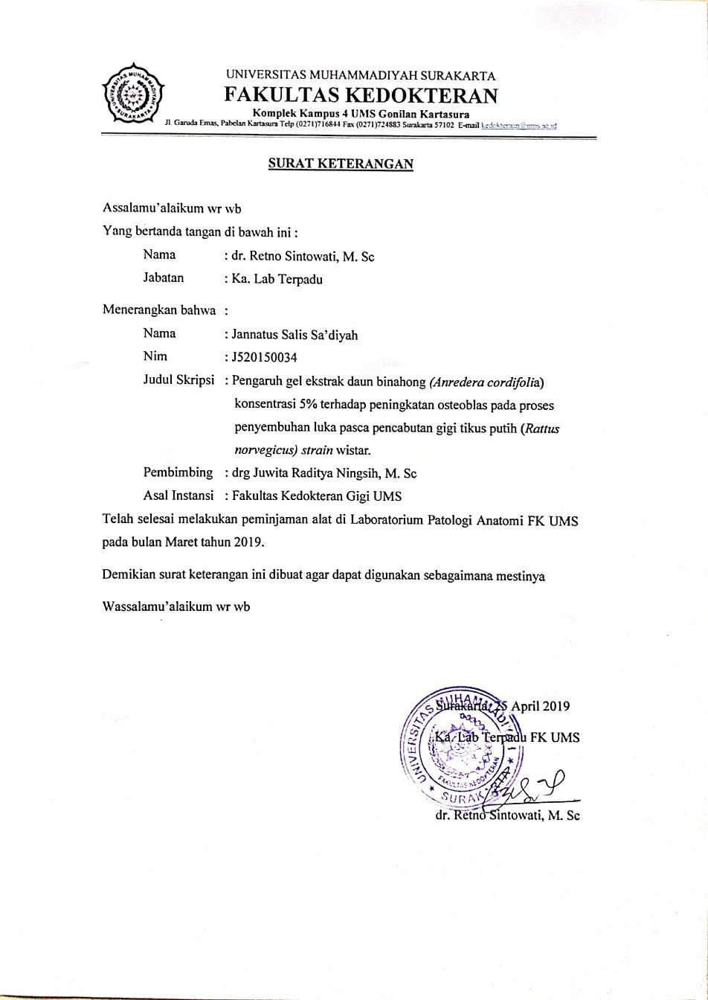 UNIVERSITAS MUHAMMADIYAH SURAKARTA
FAKULTAS KEDOKTERAN
Komplek Kampus 4 UMS Gonilan Kartasura
Jl. Garuda Emas, Pabelan Kartasura Telp (0271)716844 Fax (0271)724883 Surakarta 57102 E-mail kedokteran@ums.ac.id
UNIVERSITAS MUHAMMADIYAH
SURAKARTA
SURAT KETERANGAN
Assalamu'alaikum wr wb
Yang bertanda tangan di bawah ini :
Nama : dr. Retno Sintowati, M. Sc
Jabatan : Ka. Lab Terpadu
Menerangkan bahwa :
Nama : Jannatus Salis Sa'diyah
Nim : J520150034
Judul Skripsi : Pengaruh gel ekstrak daun binahong (Anredera cordifolia)
konsentrasi 5% terhadap peningkatan osteoblas pada proses
penyembuhan luka pasca pencabutan gigi tikus putih (Rattus
norvegicus) strain wistar.
Pembimbing : drg Juwita Raditya Ningsih, M. Sc
Asal Instansi : Fakultas Kedokteran Gigi UMS
Telah selesai melakukan peminjaman alat di Laboratorium Patologi Anatomi FK UMS
pada bulan Maret tahun 2019.
Demikian surat keterangan ini dibuat agar dapat digunakan sebagaimana mestinya
Wassalamu'alaikum wr wb
Surakarta, 25 April 2019
Ka. Lab Terpadu FK UMS
UNIVERSITAS MUHAMMADIYAH
FAKULTAS KEDOKTERAN
SURAKARTA
dr. Retno Sintowati, M. Sc